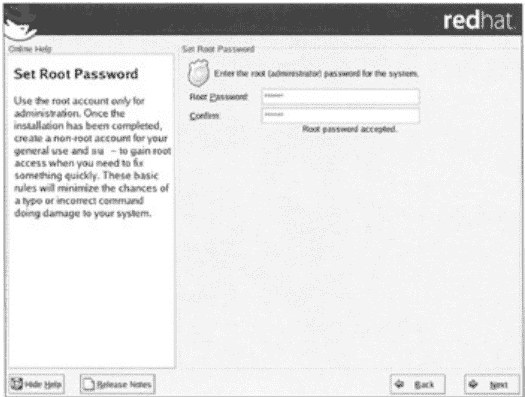 redhat.
Online Help
Set Root Password
Use the root account only for
administration. Once the
installation has been completed,
create a non-root account for your
general use and su - to gain root
access when you need to fix
something quickly. These basic
rules will minimize the chances of
a typo or incorrect command
doing damage to your system.
Set Root Password
Enter the root (administrator) password for the system.
Root Password:
Confirm:
Root password accepted.
Hide Help
Release Notes
Back
Next